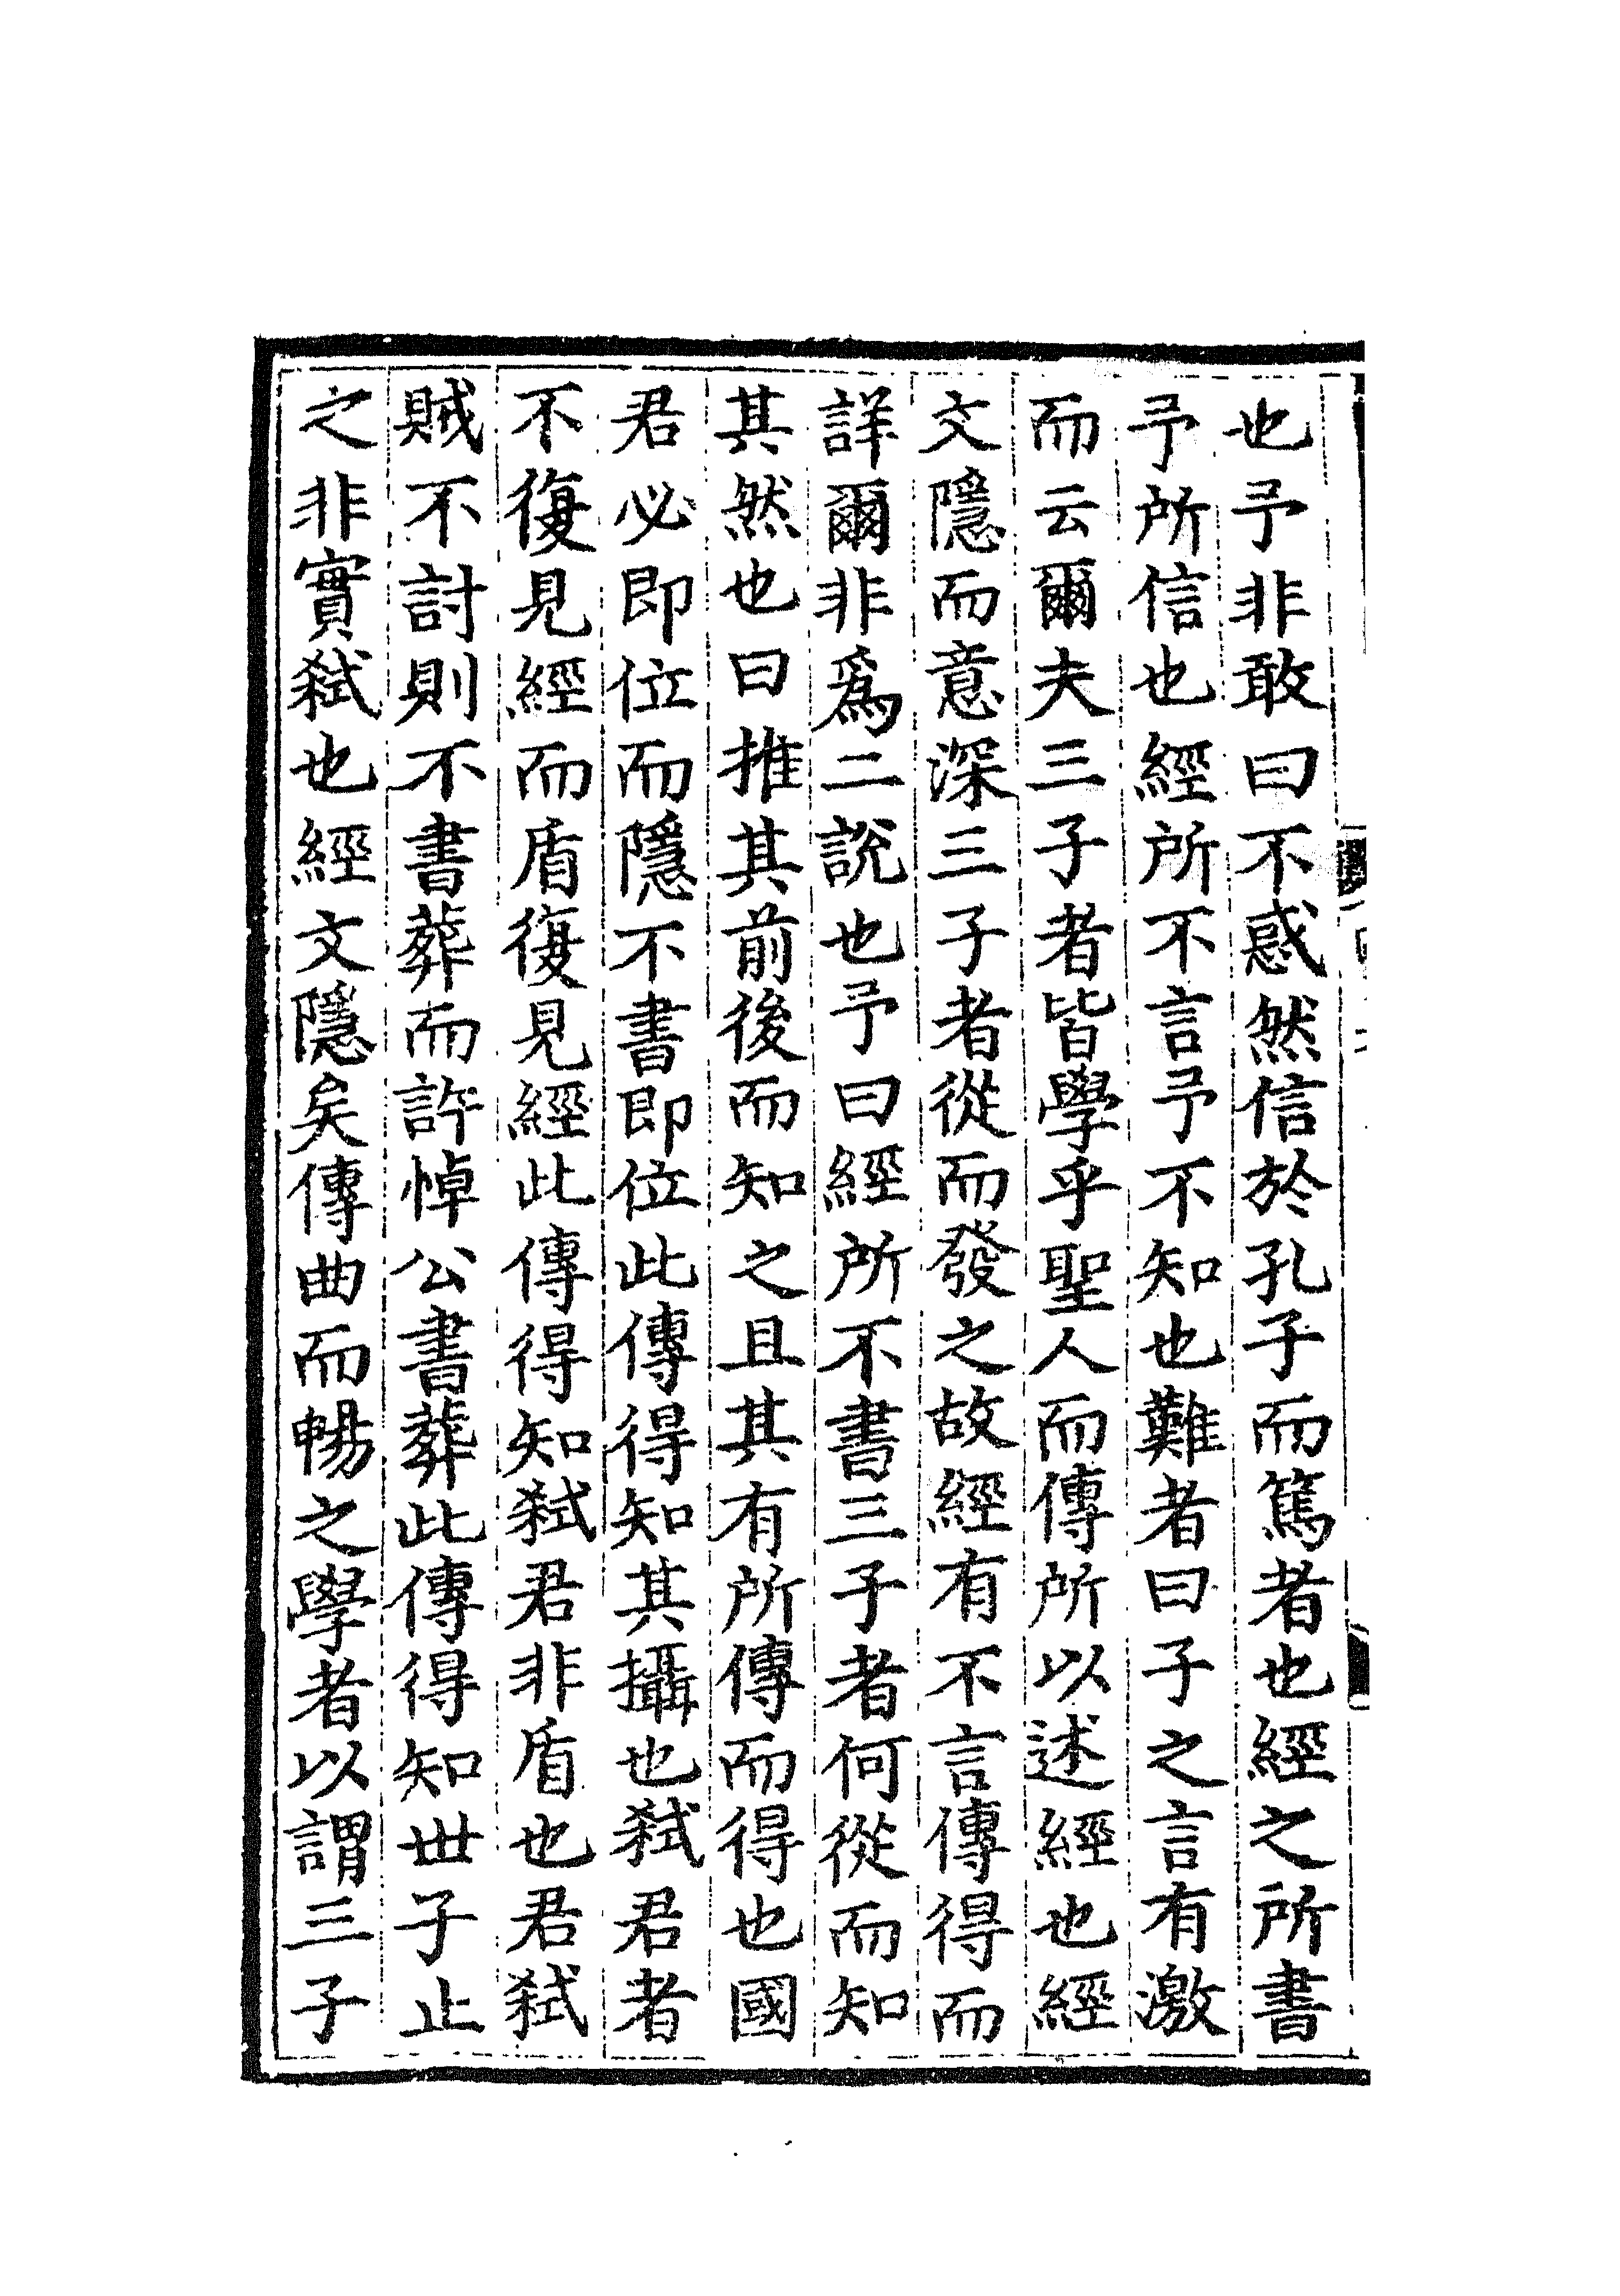 也予非敢曰不惑然信於孔子而篤者也經之所書
予所信也經所不言予不知也難者曰子之言有激
而云爾夫三子者皆學乎聖人而傳所以述經也經
文隱而意深三子者從而發之故經有不言傳得而
詳爾非爲二說也予曰經所不書三子者何從而知
其然也曰推其前後而知之且其有所傳而得也國
君必即位而隱不書即位此傳得知其攝也弑君者
不復見經而盾復見經此傳得知弑君非盾也君弑
賊不討則不書葬而許悼公書葬此傳得知世子止
之非實弑也經文隱矣傳曲而暢之學者以謂三子